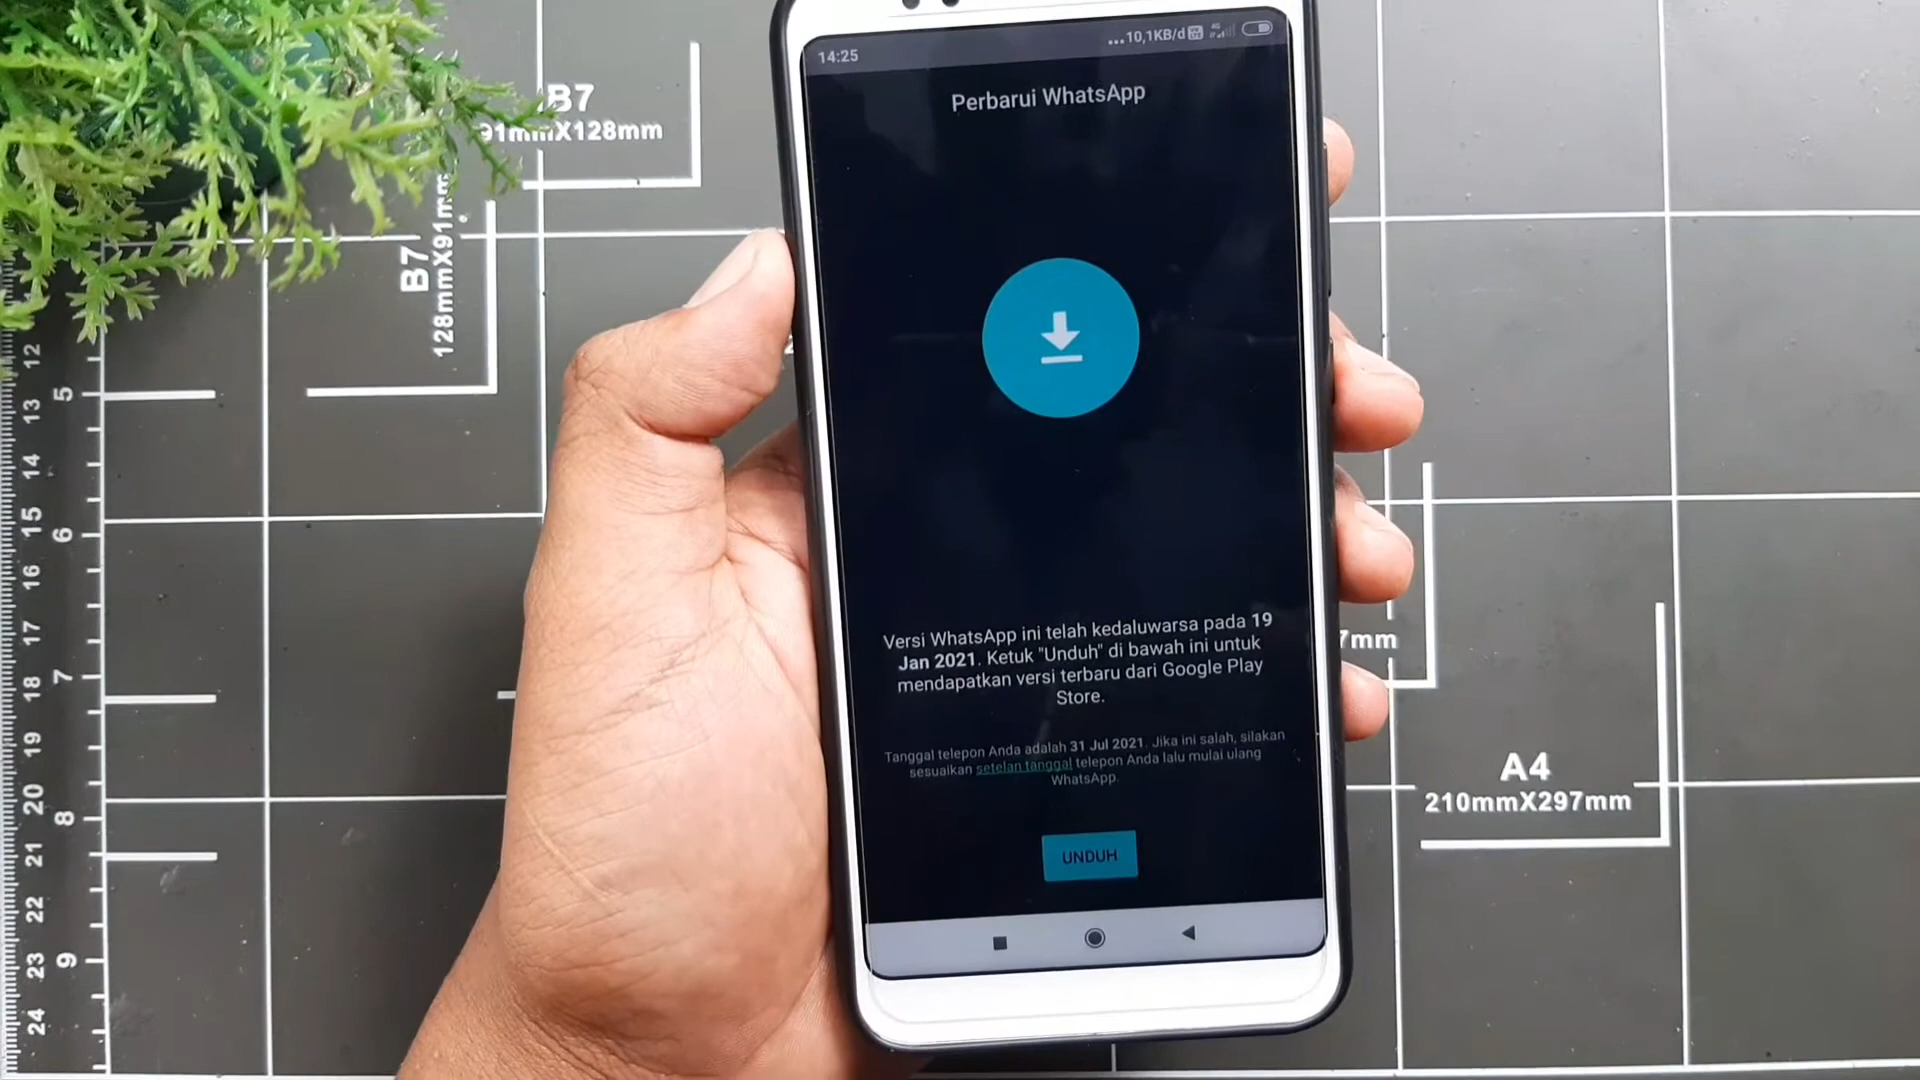 14:25
...10,1KB/d
4G
Perbarui WhatsApp
Versi WhatsApp ini telah kedaluwarsa pada 19
Jan 2021. Ketuk "Unduh" di bawah ini untuk
mendapatkan versi terbaru dari Google Play
Store.
Tanggal telepon Anda adalah 31 Jul 2021. Jika ini salah, silakan
sesuaikan setelan tanggal telepon Anda lalu mulai ulang
WhatsApp.
UNDUH
B7
91mmX128mm
B7
128mmX91mm
7mm
A4
210mmX297mm
12
13
14
15
16
17
18
19
20
21
22
23
24
5
6
7
8
9